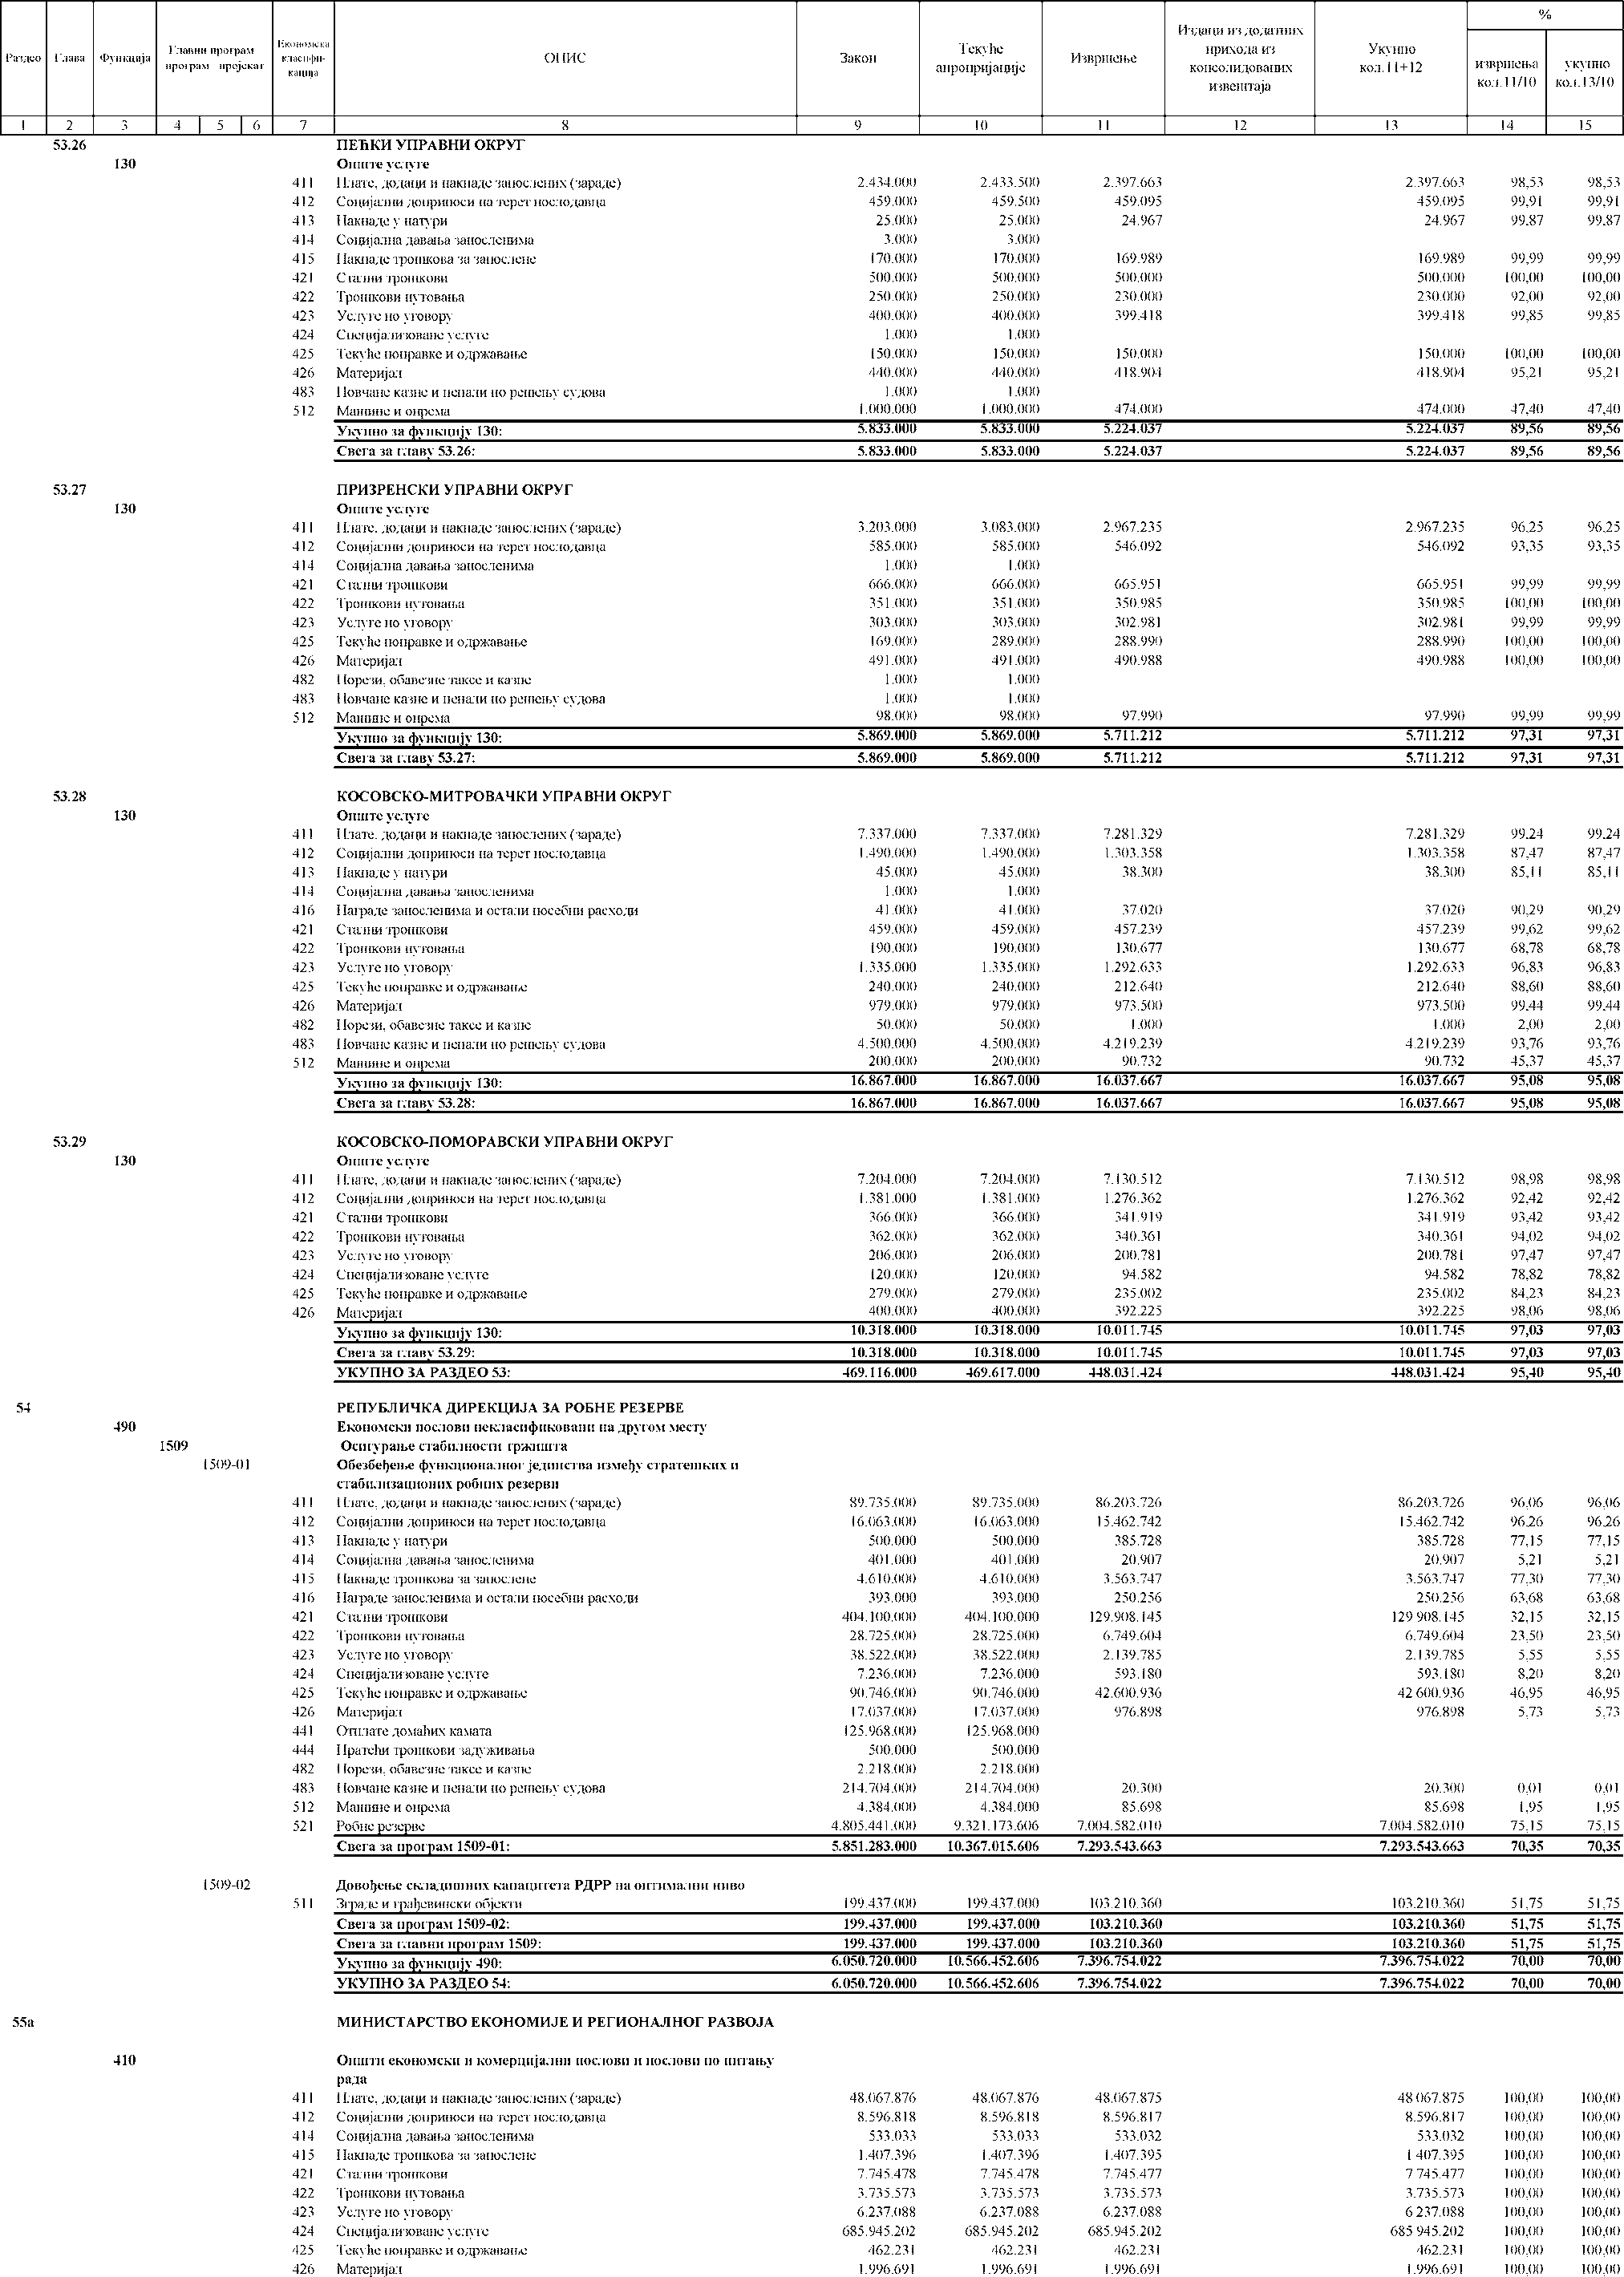 %
Раздео Глава Функција Главни програм програм пројекат Економска класифи-кација ОПИС Закон Текуће апропријације Извршење Издаци из додатних прихода из консолидованих извештаја Укупно кол.11+12 извршења кол.11/10 укупно кол.13/10
1 2 3 4 5 6 7 8 9 10 11 12 13 14 15
53.26 ПЕЋКИ УПРАВНИ ОКРУГ
130 Опште услуге
411 Плате, додаци и накнаде запослених (зараде) 2.434.000 2.433.500 2.397.663 2.397.663 98,53 98,53
412 Социјални доприноси на терет послодавца 459.000 459.500 459.095 459.095 99,91 99,91
413 Накнаде у натури 25.000 25.000 24.967 24.967 99,87 99,87
414 Социјална давања запосленима 3.000 3.000
415 Накнаде трошкова за запослене 170.000 170.000 169.989 169.989 99,99 99,99
421 Стални трошкови 500.000 500.000 500.000 500.000 100,00 100,00
422 Трошкови путовања 250.000 250.000 230.000 230.000 92,00 92,00
423 Услуге по уговору 400.000 400.000 399.418 399.418 99,85 99,85
424 Специјализоване услуге 1.000 1.000
425 Текуће поправке и одржавање 150.000 150.000 150.000 150.000 100,00 100,00
426 Материјал 440.000 440.000 418.904 418.904 95,21 95,21
483 Новчане казне и пенали по решењу судова 1.000 1.000
512 Машине и опрема 1.000.000 1.000.000 474.000 474.000 47,40 47,40
Укупно за функцију 130: 5.833.000 5.833.000 5.224.037 5.224.037 89,56 89,56
Свега за главу 53.26: 5.833.000 5.833.000 5.224.037 5.224.037 89,56 89,56
53.27 ПРИЗРЕНСКИ УПРАВНИ ОКРУГ
130 Опште услуге
411 Плате, додаци и накнаде запослених (зараде) 3.203.000 3.083.000 2.967.235 2.967.235 96,25 96,25
412 Социјални доприноси на терет послодавца 585.000 585.000 546.092 546.092 93,35 93,35
414 Социјална давања запосленима 1.000 1.000
421 Стални трошкови 666.000 666.000 665.951 665.951 99,99 99,99
422 Трошкови путовања 351.000 351.000 350.985 350.985 100,00 100,00
423 Услуге по уговору 303.000 303.000 302.981 302.981 99,99 99,99
425 Текуће поправке и одржавање 169.000 289.000 288.990 288.990 100,00 100,00
426 Материјал 491.000 491.000 490.988 490.988 100,00 100,00
482 Порези, обавезне таксе и казне 1.000 1.000
483 Новчане казне и пенали по решењу судова 1.000 1.000
512 Машине и опрема 98.000 98.000 97.990 97.990 99,99 99,99
Укупно за функцију 130: 5.869.000 5.869.000 5.711.212 5.711.212 97,31 97,31
Свега за главу 53.27: 5.869.000 5.869.000 5.711.212 5.711.212 97,31 97,31
53.28 КОСОВСКО-МИТРОВАЧКИ УПРАВНИ ОКРУГ
130 Опште услуге
411 Плате, додаци и накнаде запослених (зараде) 7.337.000 7.337.000 7.281.329 7.281.329 99,24 99,24
412 Социјални доприноси на терет послодавца 1.490.000 1.490.000 1.303.358 1.303.358 87,47 87,47
413 Накнаде у натури 45.000 45.000 38.300 38.300 85,11 85,11
414 Социјална давања запосленима 1.000 1.000
416 Награде запосленима и остали посебни расходи 41.000 41.000 37.020 37.020 90,29 90,29
421 Стални трошкови 459.000 459.000 457.239 457.239 99,62 99,62
422 Трошкови путовања 190.000 190.000 130.677 130.677 68,78 68,78
423 Услуге по уговору 1.335.000 1.335.000 1.292.633 1.292.633 96,83 96,83
425 Текуће поправке и одржавање 240.000 240.000 212.640 212.640 88,60 88,60
426 Материјал 979.000 979.000 973.500 973.500 99,44 99,44
482 Порези, обавезне таксе и казне 50.000 50.000 1.000 1.000 2,00 2,00
483 Новчане казне и пенали по решењу судова 4.500.000 4.500.000 4.219.239 4.219.239 93,76 93,76
512 Машине и опрема 200.000 200.000 90.732 90.732 45,37 45,37
Укупно за функцију 130: 16.867.000 16.867.000 16.037.667 16.037.667 95,08 95,08
Свега за главу 53.28: 16.867.000 16.867.000 16.037.667 16.037.667 95,08 95,08
53.29 КОСОВСКО-ПОМОРАВСКИ УПРАВНИ ОКРУГ
130 Опште услуге
411 Плате, додаци и накнаде запослених (зараде) 7.204.000 7.204.000 7.130.512 7.130.512 98,98 98,98
412 Социјални доприноси на терет послодавца 1.381.000 1.381.000 1.276.362 1.276.362 92,42 92,42
421 Стални трошкови 366.000 366.000 341.919 341.919 93,42 93,42
422 Трошкови путовања 362.000 362.000 340.361 340.361 94,02 94,02
423 Услуге по уговору 206.000 206.000 200.781 200.781 97,47 97,47
424 Специјализоване услуге 120.000 120.000 94.582 94.582 78,82 78,82
425 Текуће поправке и одржавање 279.000 279.000 235.002 235.002 84,23 84,23
426 Материјал 400.000 400.000 392.225 392.225 98,06 98,06
Укупно за функцију 130: 10.318.000 10.318.000 10.011.745 10.011.745 97,03 97,03
Свега за главу 53.29: 10.318.000 10.318.000 10.011.745 10.011.745 97,03 97,03
УКУПНО ЗА РАЗДЕО 53: 469.116.000 469.617.000 448.031.424 448.031.424 95,40 95,40
54 РЕПУБЛИЧКА ДИРЕКЦИЈА ЗА РОБНЕ РЕЗЕРВЕ
490 Економски послови некласификовани на другом месту
1509 Осигурање стабилности тржишта
1509-01 Обезбеђење функционалног јединства између стратешких и
стабилизационих робних резерви
411 Плате, додаци и накнаде запослених (зараде) 89.735.000 89.735.000 86.203.726 86.203.726 96,06 96,06
412 Социјални доприноси на терет послодавца 16.063.000 16.063.000 15.462.742 15.462.742 96,26 96,26
413 Накнаде у натури 500.000 500.000 385.728 385.728 77,15 77,15
414 Социјална давања запосленима 401.000 401.000 20.907 20.907 5,21 5,21
415 Накнаде трошкова за запослене 4.610.000 4.610.000 3.563.747 3.563.747 77,30 77,30
416 Награде запосленима и остали посебни расходи 393.000 393.000 250.256 250.256 63,68 63,68
421 Стални трошкови 404.100.000 404.100.000 129.908.145 129.908.145 32,15 32,15
422 Трошкови путовања 28.725.000 28.725.000 6.749.604 6.749.604 23,50 23,50
423 Услуге по уговору 38.522.000 38.522.000 2.139.785 2.139.785 5,55 5,55
424 Специјализоване услуге 7.236.000 7.236.000 593.180 593.180 8,20 8,20
425 Текуће поправке и одржавање 90.746.000 90.746.000 42.600.936 42.600.936 46,95 46,95
426 Материјал 17.037.000 17.037.000 976.898 976.898 5,73 5,73
441 Отплате домаћих камата 125.968.000 125.968.000
444 Пратећи трошкови задуживања 500.000 500.000
482 Порези, обавезне таксе и казне 2.218.000 2.218.000
483 Новчане казне и пенали по решењу судова 214.704.000 214.704.000 20.300 20.300 0,01 0,01
512 Машине и опрема 4.384.000 4.384.000 85.698 85.698 1,95 1,95
521 Робне резерве 4.805.441.000 9.321.173.606 7.004.582.010 7.004.582.010 75,15 75,15
Свега за програм 1509-01: 5.851.283.000 10.367.015.606 7.293.543.663 7.293.543.663 70,35 70,35
1509-02 Довођење складишних капацитета РДРР на оптимални ниво
511 Зграде и грађевински објекти 199.437.000 199.437.000 103.210.360 103.210.360 51,75 51,75
Свега за програм 1509-02: 199.437.000 199.437.000 103.210.360 103.210.360 51,75 51,75
Свега за главни програм 1509: 199.437.000 199.437.000 103.210.360 103.210.360 51,75 51,75
Укупно за функцију 490: 6.050.720.000 10.566.452.606 7.396.754.022 7.396.754.022 70,00 70,00
УКУПНО ЗА РАЗДЕО 54: 6.050.720.000 10.566.452.606 7.396.754.022 7.396.754.022 70,00 70,00
55а МИНИСТАРСТВО ЕКОНОМИЈЕ И РЕГИОНАЛНОГ РАЗВОЈА
410 Општи економски и комерцијални послови и послови по питању
рада
411 Плате, додаци и накнаде запослених (зараде) 48.067.876 48.067.876 48.067.875 48.067.875 100,00 100,00
412 Социјални доприноси на терет послодавца 8.596.818 8.596.818 8.596.817 8.596.817 100,00 100,00
414 Социјална давања запосленима 533.033 533.033 533.032 533.032 100,00 100,00
415 Накнаде трошкова за запослене 1.407.396 1.407.396 1.407.395 1.407.395 100,00 100,00
421 Стални трошкови 7.745.478 7.745.478 7.745.477 7.745.477 100,00 100,00
422 Трошкови путовања 3.735.573 3.735.573 3.735.573 3.735.573 100,00 100,00
423 Услуге по уговору 6.237.088 6.237.088 6.237.088 6.237.088 100,00 100,00
424 Специјализоване услуге 685.945.202 685.945.202 685.945.202 685.945.202 100,00 100,00
425 Текуће поправке и одржавање 462.231 462.231 462.231 462.231 100,00 100,00
426 Материјал 1.996.691 1.996.691 1.996.691 1.996.691 100,00 100,00